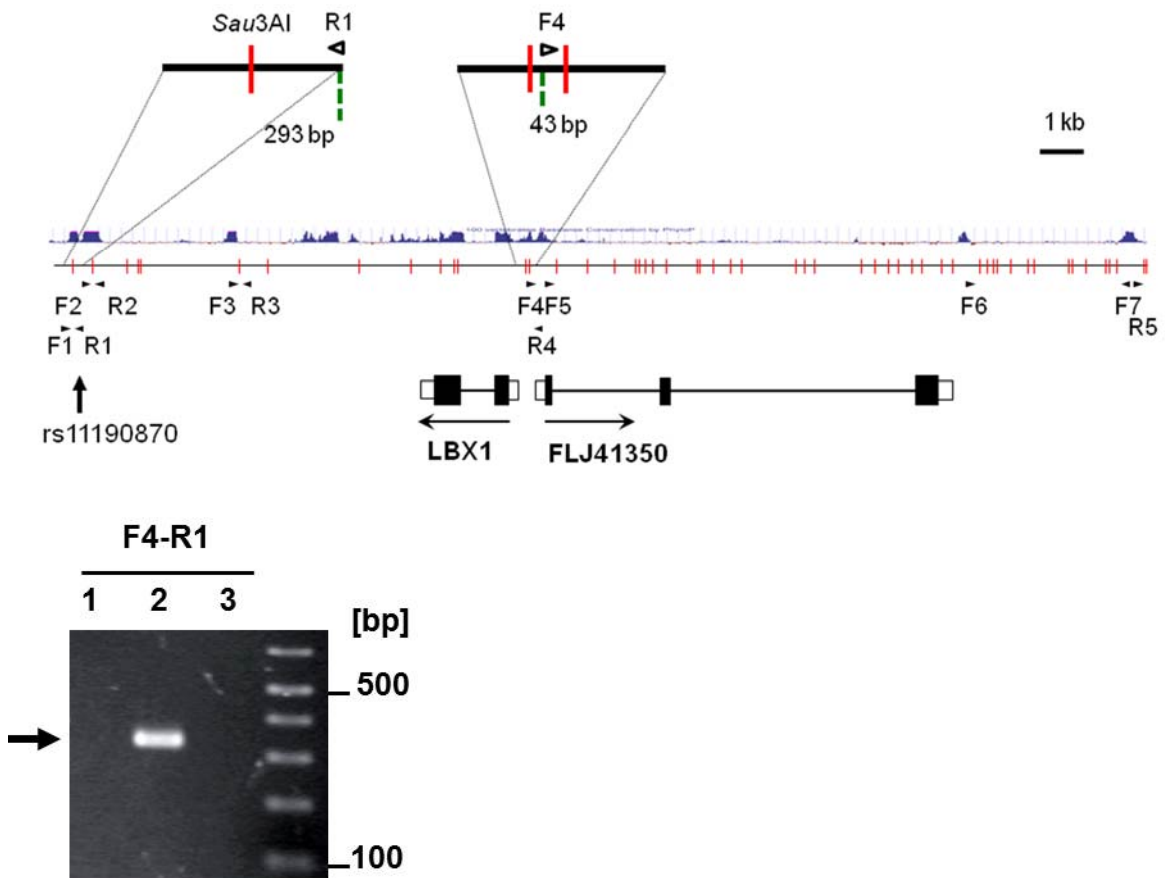 Sau3AI R1 F4
293 bp 43 bp 1 kb
F2 R2 F3 R3 F4F5 F6 F7
F1 R1 R4 R5
rs11190870
LBX1 FLJ41350
F4-R1
1 2 3 [bp]
500
100